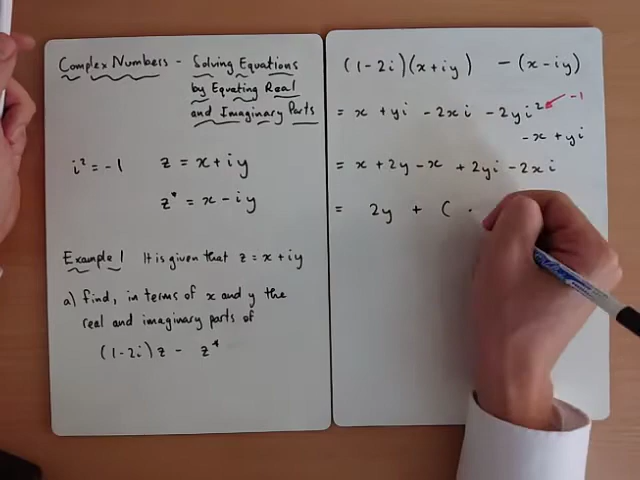 Complex Numbers - Solving Equations
by Equating Real
and Imaginary Parts
i² = -1 z = x + iy
z* = x - iy
Example 1 It is given that z = x + iy
a) find, in terms of x and y the
real and imaginary parts of
(1-2i)z - z*
(1-2i)(x+iy) - (x-iy)
= x + yi - 2xi - 2yi² -1
- x + yi
= x + 2y - x + 2yi - 2xi
= 2y + (